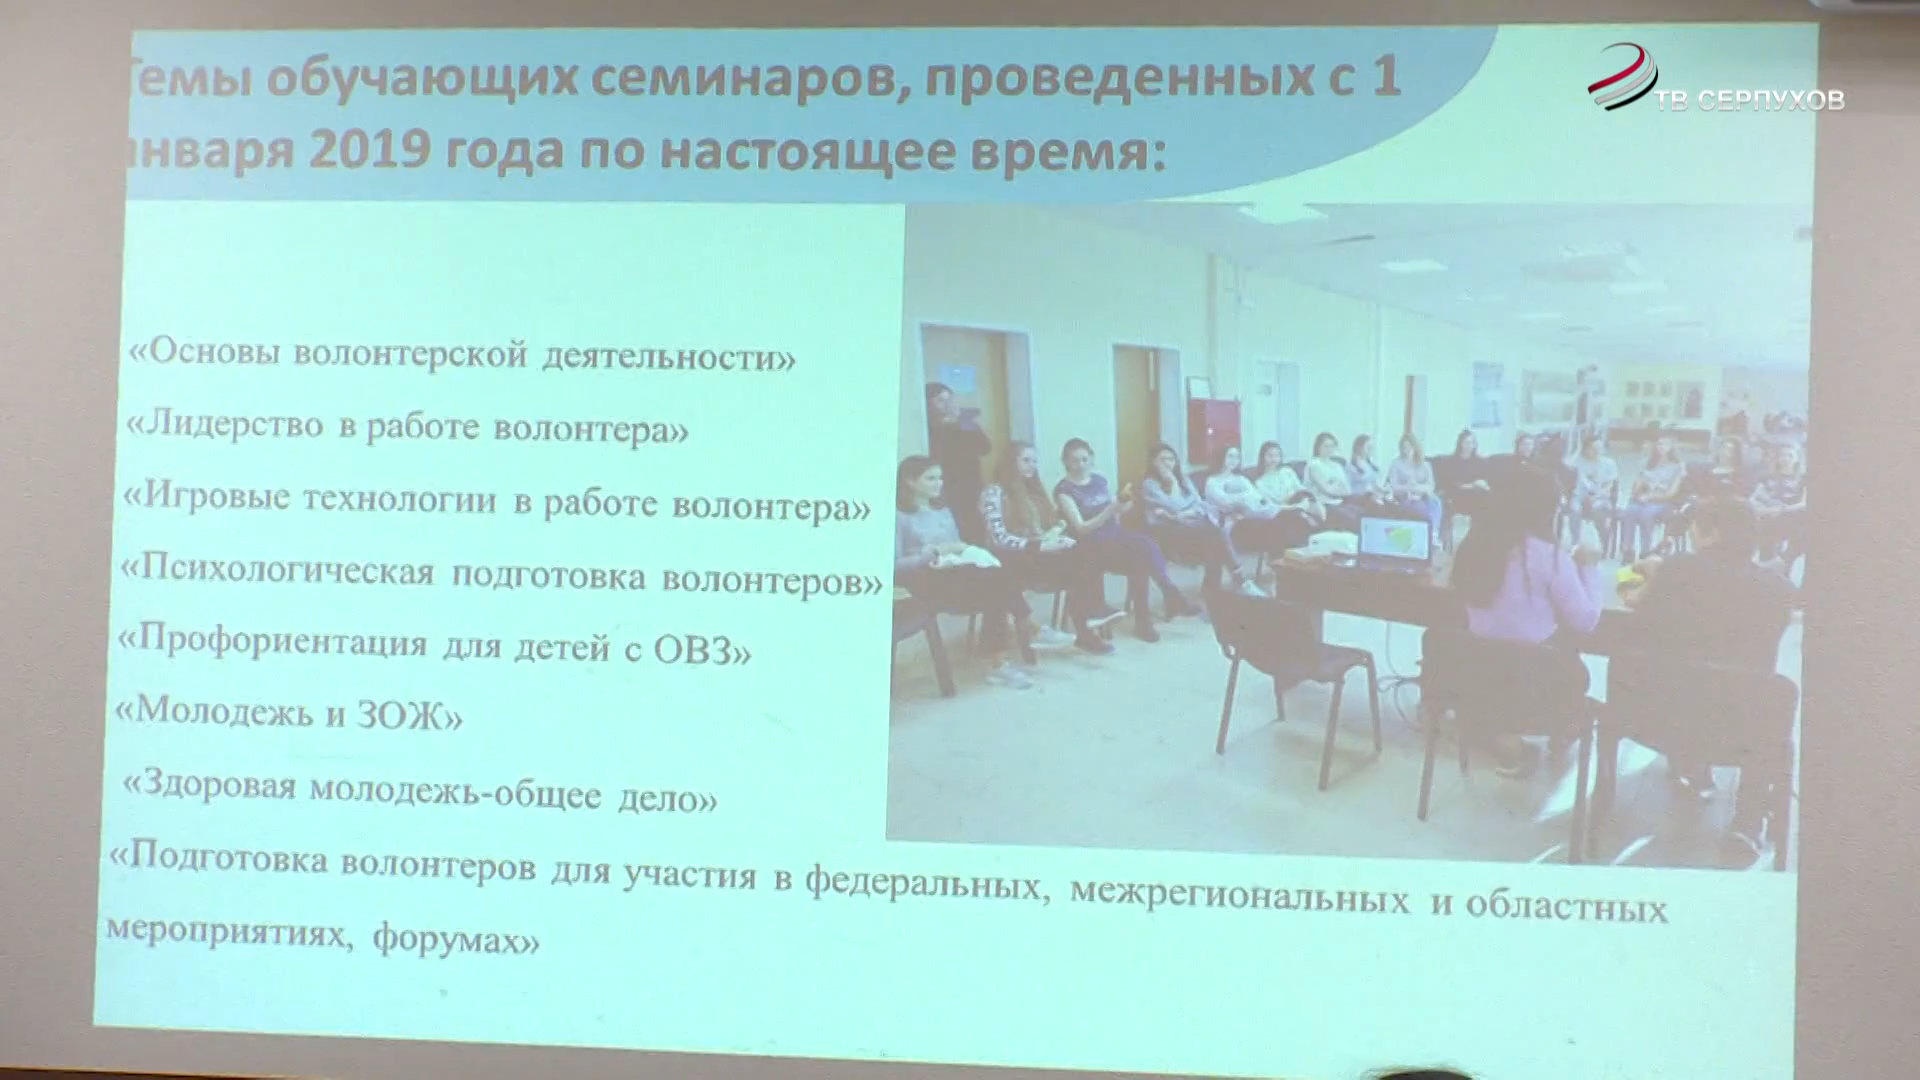 Темы обучающих семинаров, проведенных с 1
января 2019 года по настоящее время:
ТВ СЕРПУХОВ
«Основы волонтерской деятельности»
«Лидерство в работе волонтера»
«Игровые технологии в работе волонтера»
«Психологическая подготовка волонтеров»
«Профориентация для детей с ОВЗ»
«Молодежь и ЗОЖ»
«Здоровая молодежь-общее дело»
«Подготовка волонтеров для участия в федеральных, межрегиональных и областных
мероприятиях, форумах»